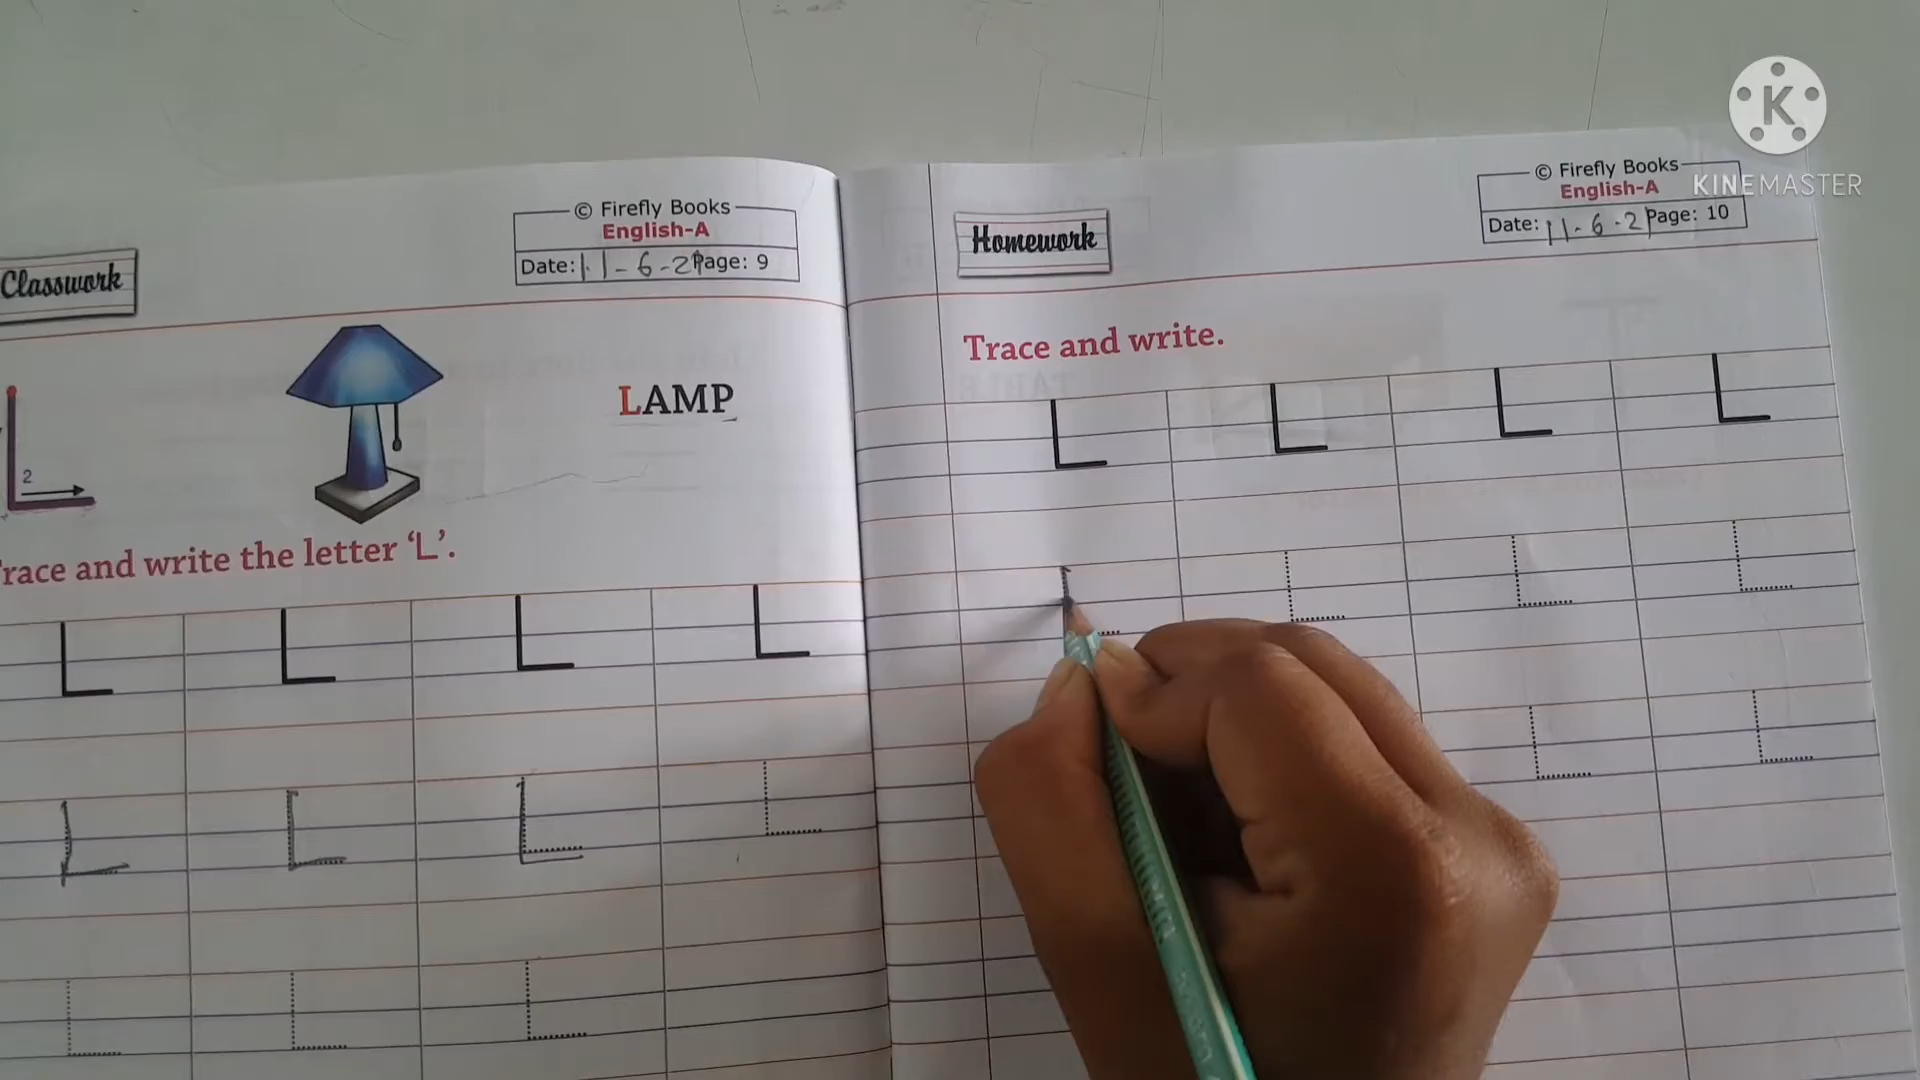 © Firefly Books
English-A
Classwork
Date: 11-6-21 Page: 9
2
LAMP
race and write the letter ‘L’.
L L L L
L L L L
L L L
© Firefly Books
English-A
Homework
Date: 11-6-21 Page: 10
Trace and write.
L L L L
L L L
L L
K
KINEMASTER